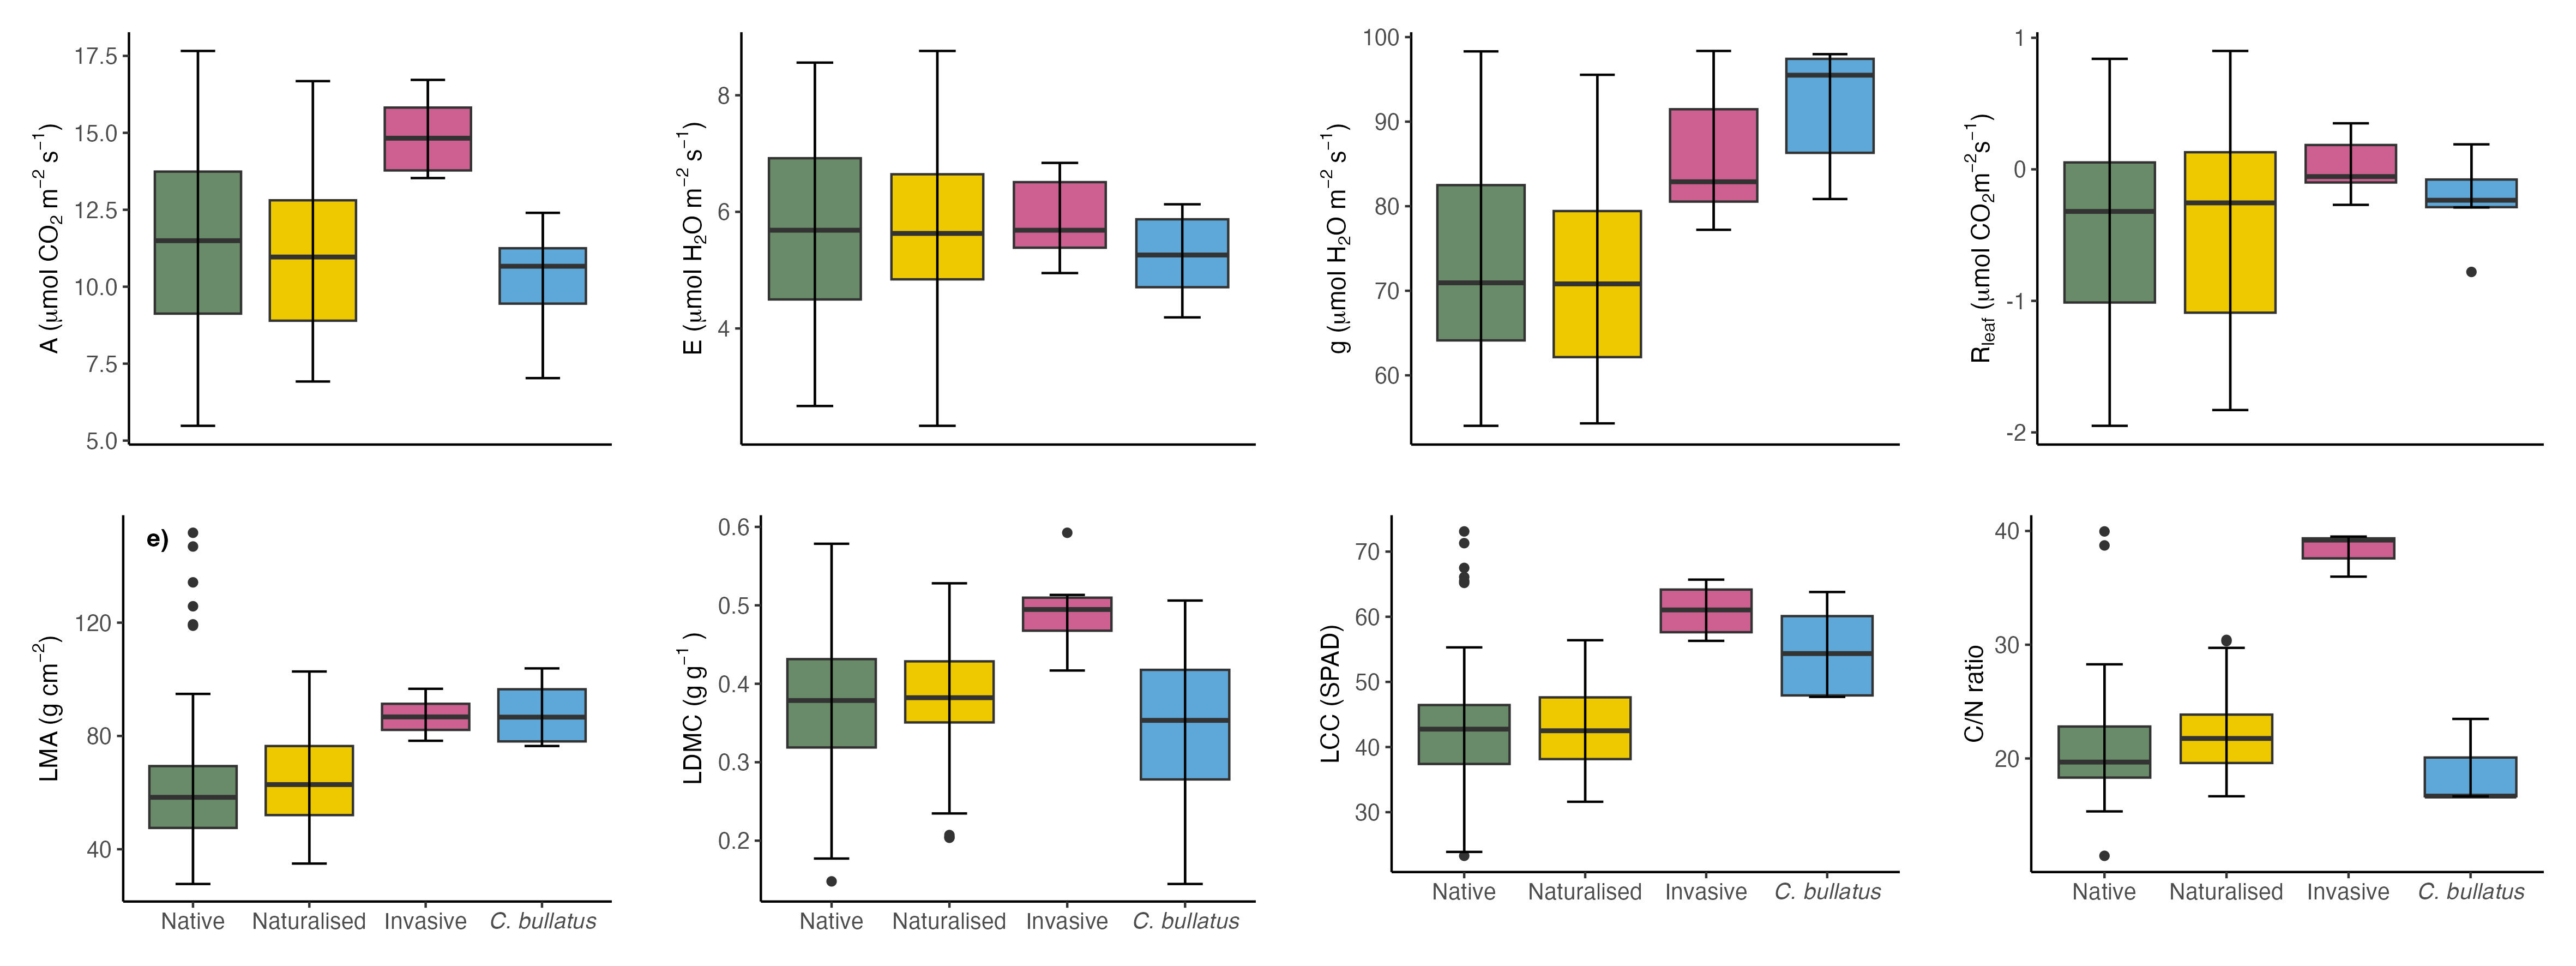 A (μmol CO₂ m⁻² s⁻¹)
17.5
15.0
12.5
10.0
7.5
5.0
E (μmol H₂O m⁻² s⁻¹)
8
6
4
g (μmol H₂O m⁻² s⁻¹)
100
90
80
70
60
R_leaf (μmol CO₂m⁻²s⁻¹)
1
0
-1
-2
e)
LMA (g cm⁻²)
120
80
40
Native Naturalised Invasive C. bullatus
LDMC (g g⁻¹ )
0.6
0.5
0.4
0.3
0.2
Native Naturalised Invasive C. bullatus
LCC (SPAD)
70
60
50
40
30
Native Naturalised Invasive C. bullatus
C/N ratio
40
30
20
Native Naturalised Invasive C. bullatus